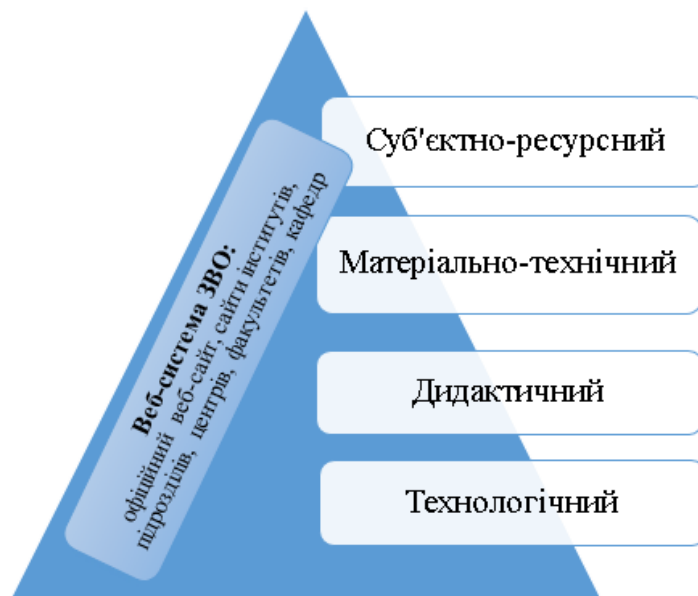 Веб-система ЗВО:
офіційний веб-сайт, сайти інститутів,
підрозділів, центрів, факультетів, кафедр
Суб'єктно-ресурсний
Матеріально-технічний
Дидактичний
Технологічний